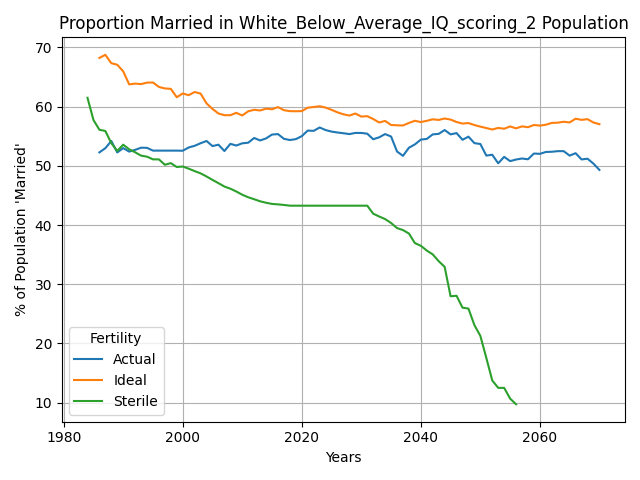 Proportion Married in White_Below_Average_IQ_scoring_2 Population
% of Population 'Married'
70
60
50
40
30
20
10
Fertility
Actual
Ideal
Sterile
1980
2000
2020
2040
2060
Years